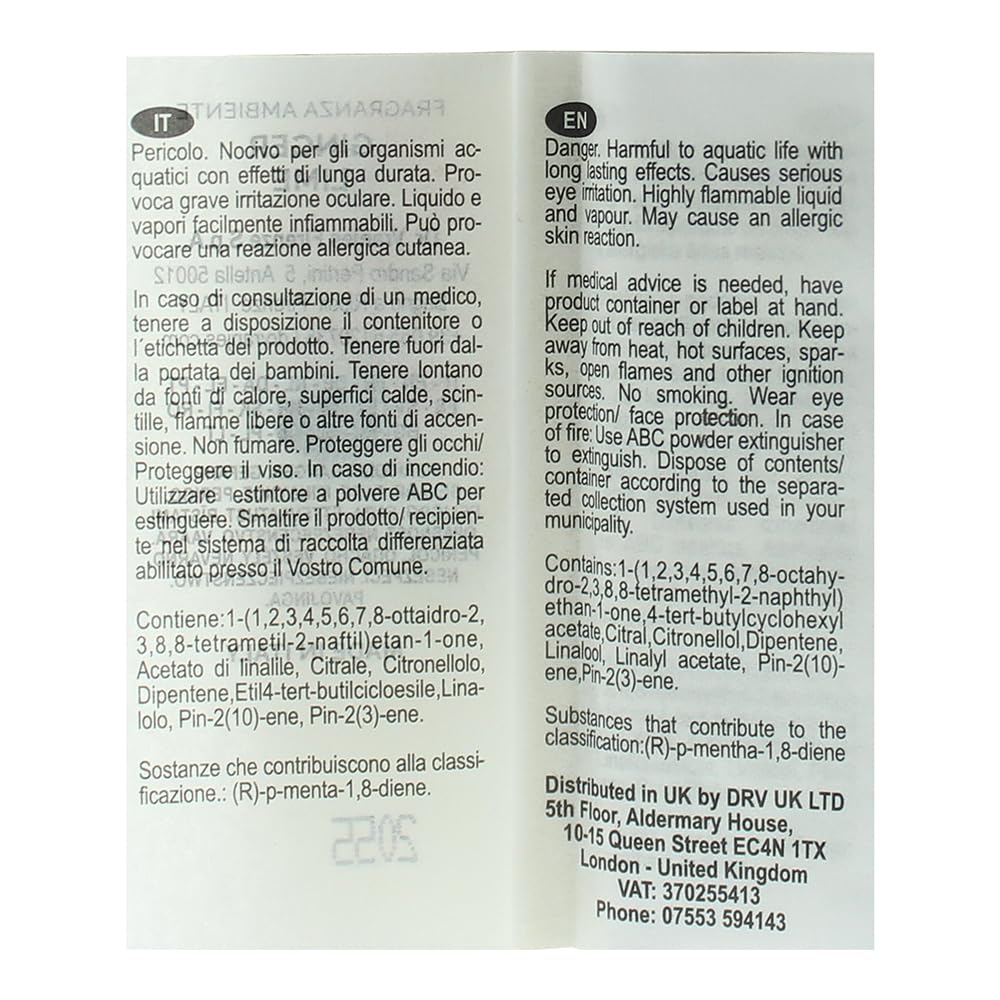 IT
Pericolo. Nocivo per gli organismi ac-
quatici con effetti di lunga durata. Pro-
voca grave irritazione oculare. Liquido e
vapori facilmente infiammabili. Può pro-
vocare una reazione allergica cutanea.
In caso di consultazione di un medico,
tenere a disposizione il contenitore o
l´etichetta del prodotto. Tenere fuori dal-
la portata dei bambini. Tenere lontano
da fonti di calore, superfici calde, scin-
tille, fiamme libere o altre fonti di accen-
sione. Non fumare. Proteggere gli occhi/
Proteggere il viso. In caso di incendio:
Utilizzare estintore a polvere ABC per
estinguere. Smaltire il prodotto/ recipien-
te nel sistema di raccolta differenziata
abilitato presso il Vostro Comune.
Contiene:1-(1,2,3,4,5,6,7,8-ottaidro-2,
3,8,8-tetrametil-2-naftil)etan-1-one,
Acetato di linalile, Citrale, Citronellolo,
Dipentene,Etil4-tert-butilcicloesile,Lina-
lolo, Pin-2(10)-ene, Pin-2(3)-ene.
Sostanze che contribuiscono alla classi-
ficazione.: (R)-p-menta-1,8-diene.
2055
EN
Danger. Harmful to aquatic life with
long lasting effects. Causes serious
eye irritation. Highly flammable liquid
and vapour. May cause an allergic
skin reaction.
If medical advice is needed, have
product container or label at hand.
Keep out of reach of children. Keep
away from heat, hot surfaces, spar-
ks, open flames and other ignition
sources. No smoking. Wear eye
protection/ face protection. In case
of fire: Use ABC powder extinguisher
to extinguish. Dispose of contents/
container according to the separa-
ted collection system used in your
municipality.
Contains:1-(1,2,3,4,5,6,7,8-octahy-
dro-2,3,8,8-tetramethyl-2-naphthyl)
ethan-1-one,4-tert-butylcyclohexyl
acetate,Citral,Citronellol,Dipentene,
Linalool, Linalyl acetate, Pin-2(10)-
ene,Pin-2(3)-ene.
Substances that contribute to the
classification:(R)-p-mentha-1,8-diene
Distributed in UK by DRV UK LTD
5th Floor, Aldermary House,
10-15 Queen Street EC4N 1TX
London - United Kingdom
VAT: 370255413
Phone: 07553 594143